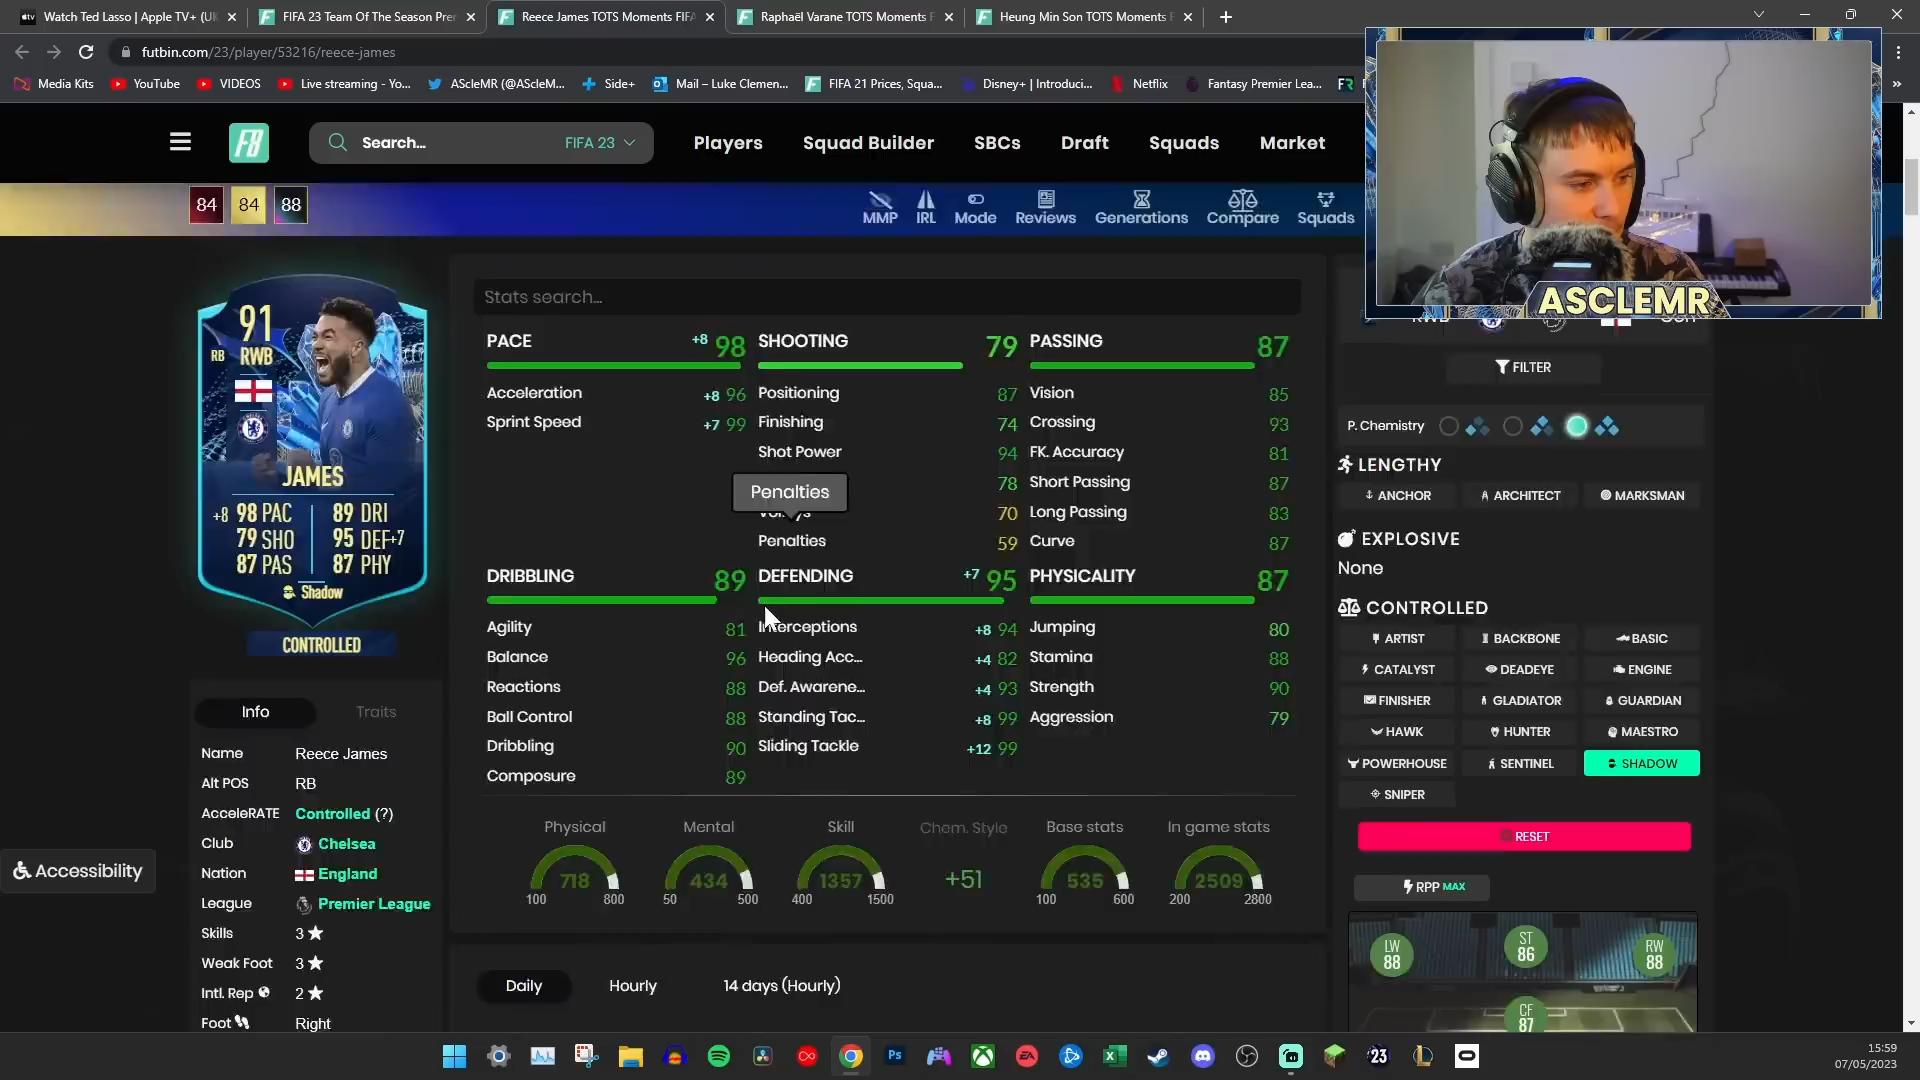 Watch Ted Lasso | Apple TV+ (U
FIFA 23 Team Of The Season Prer
Reece James TOTS Moments FIFA
Raphaël Varane TOTS Moments F
Heung Min Son TOTS Moments F
futbin.com/23/player/53216/reece-james
Media Kits
YouTube
VIDEOS
Live streaming - Yo...
AScleMR (@AScleM...
Side+
Mail – Luke Clemen...
FIFA 21 Prices, Squa...
Disney+ | Introduci...
Netflix
Fantasy Premier Lea...
FR
»
F8
Search...
FIFA 23
Players
Squad Builder
SBCs
Draft
Squads
Market
84
84
88
MMP
IRL
Mode
Reviews
Generations
Compare
Squads
ASCLEMR
91
RB RWB
JAMES
+8 98 PAC 89 DRI
79 SHO 95 DEF+7
87 PAS 87 PHY
Shadow
CONTROLLED
Stats search...
PACE +8 98
Acceleration +8 96
Sprint Speed +7 99
SHOOTING 79
Positioning 87
Finishing 74
Shot Power 94
78
Penalties
70
Penalties 59
PASSING 87
Vision 85
Crossing 93
FK. Accuracy 81
Short Passing 87
Long Passing 83
Curve 87
DRIBBLING 89
Agility 81
Balance 96
Reactions 88
Ball Control 88
Dribbling 90
Composure 89
DEFENDING +7 95
Interceptions +8 94
Heading Acc... +4 82
Def. Awarene... +4 93
Standing Tac... +8 99
Sliding Tackle +12 99
PHYSICALITY 87
Jumping 80
Stamina 88
Strength 90
Aggression 79
Physical
718
100 800
Mental
434
50 500
Skill
1357
400 1500
Chem. Style
+51
Base stats
535
100 600
In game stats
2509
200 2800
Daily
Hourly
14 days (Hourly)
Info
Traits
Name Reece James
Alt POS RB
AcceleRATE Controlled (?)
Club Chelsea
Nation England
League Premier League
Skills 3
Weak Foot 3
Intl. Rep 2
Foot Right
Accessibility
FILTER
P. Chemistry
LENGTHY
ANCHOR
ARCHITECT
MARKSMAN
EXPLOSIVE
None
CONTROLLED
ARTIST
BACKBONE
BASIC
CATALYST
DEADEYE
ENGINE
FINISHER
GLADIATOR
GUARDIAN
HAWK
HUNTER
MAESTRO
POWERHOUSE
SENTINEL
SHADOW
SNIPER
RESET
RPP MAX
LW 88
ST 86
RW 88
CF 87
Ps
EA
23
15:59
07/05/2023